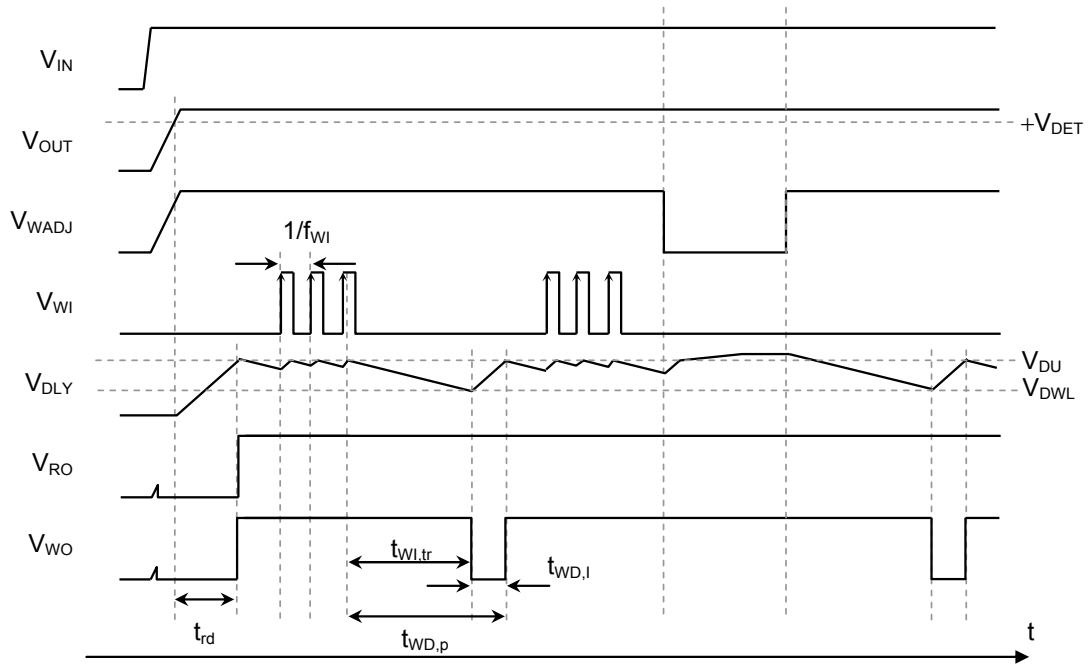 V_IN
V_OUT
+V_DET
V_WADJ
1/f_WI
V_WI
V_DLY
V_DU
V_DWL
V_RO
V_WO
t_WI,tr
t_WD,l
t_rd
t_WD,p
t